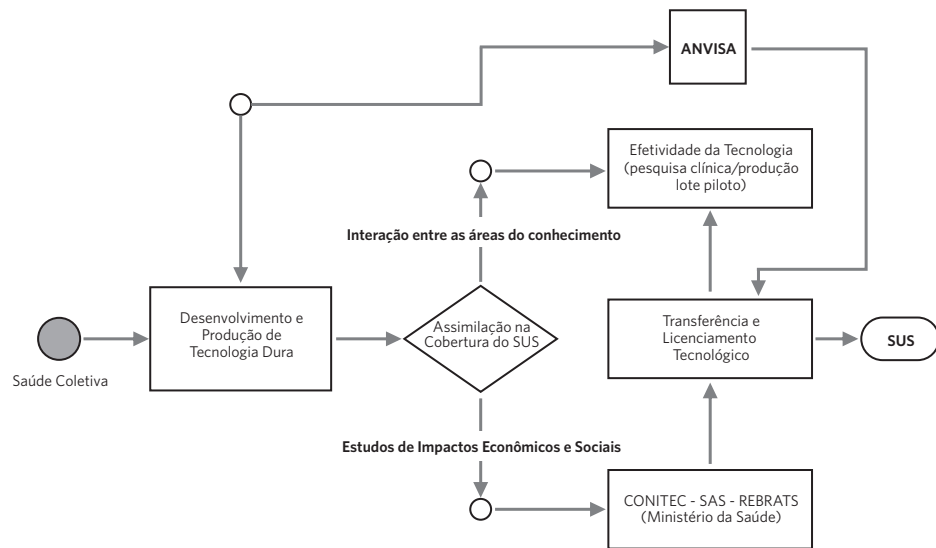 ANVISA
Efetividade da Tecnologia
(pesquisa clínica/produção
lote piloto)
Interação entre as áreas do conhecimento
Desenvolvimento e
Produção de
Tecnologia Dura
Assimilação na
Cobertura do SUS
Transferência e
Licenciamento
Tecnológico
SUS
Saúde Coletiva
Estudos de Impactos Econômicos e Sociais
CONITEC - SAS - REBRATS
(Ministério da Saúde)